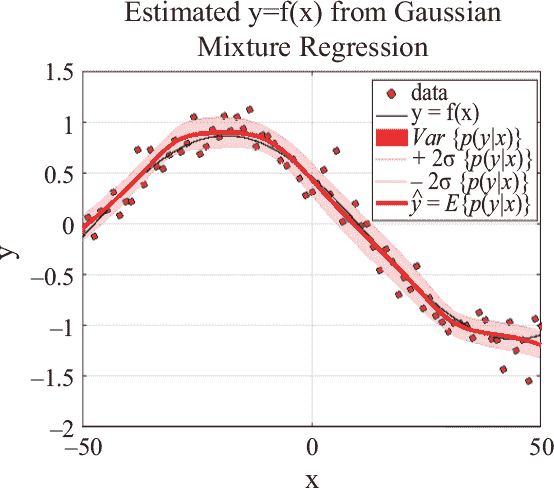 Estimated y=f(x) from Gaussian
Mixture Regression
data
y = f(x)
Var {p(y|x)}
+ 2σ {p(y|x)}
− 2σ {p(y|x)}
ŷ = E{p(y|x)}
1.5
1
0.5
0
−0.5
−1
−1.5
−2
y
−50
0
50
x